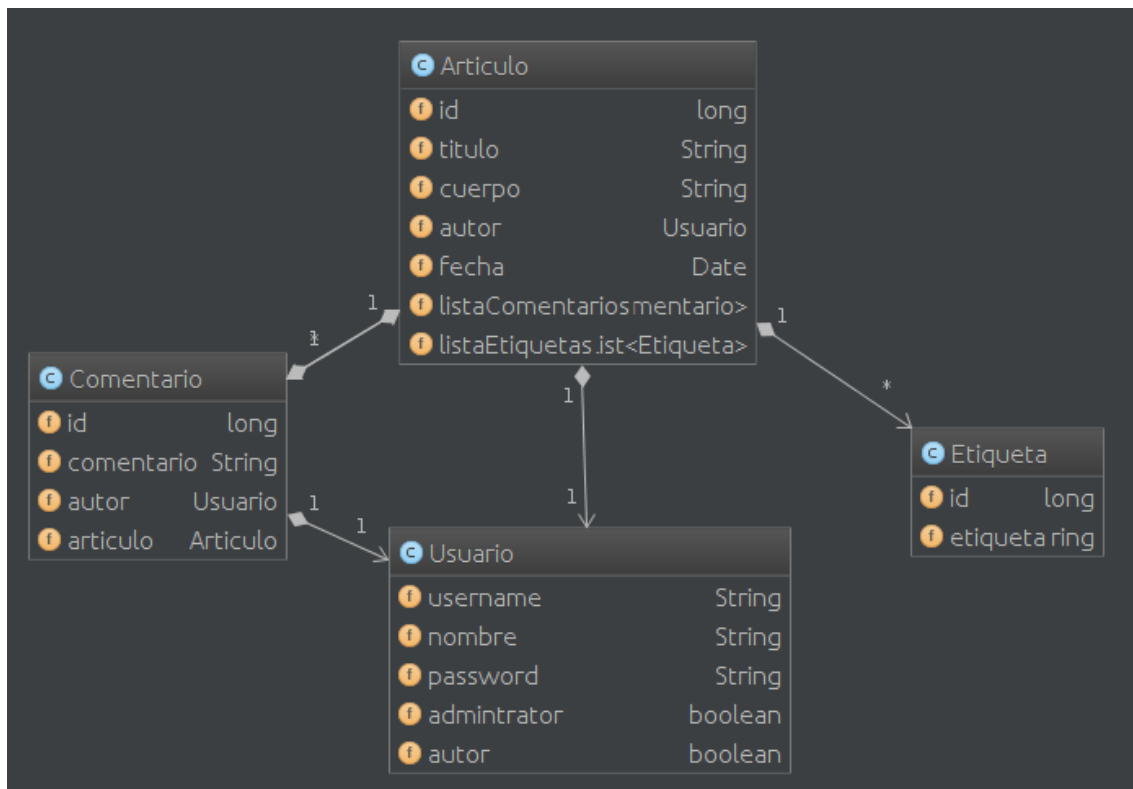 C Articulo
f id long
f titulo String
f cuerpo String
f autor Usuario
f fecha Date
f listaComentarios mentario>
f listaEtiquetas .ist<Etiqueta>
1
*
1
1
*
1
1
C Comentario
f id long
f comentario String
f autor Usuario
f articulo Articulo
1
1
C Etiqueta
f id long
f etiqueta ring
C Usuario
f username String
f nombre String
f password String
f admintrator boolean
f autor boolean